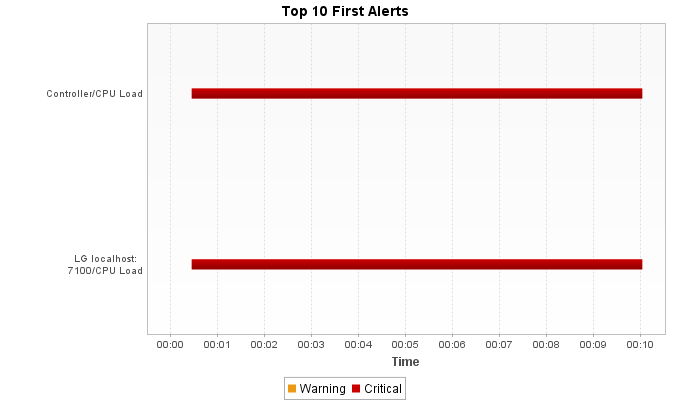 Top 10 First Alerts
Controller/CPU Load
LG localhost:
7100/CPU Load
00:00 00:01 00:02 00:03 00:04 00:05 00:06 00:07 00:08 00:09 00:10
Time
Warning Critical